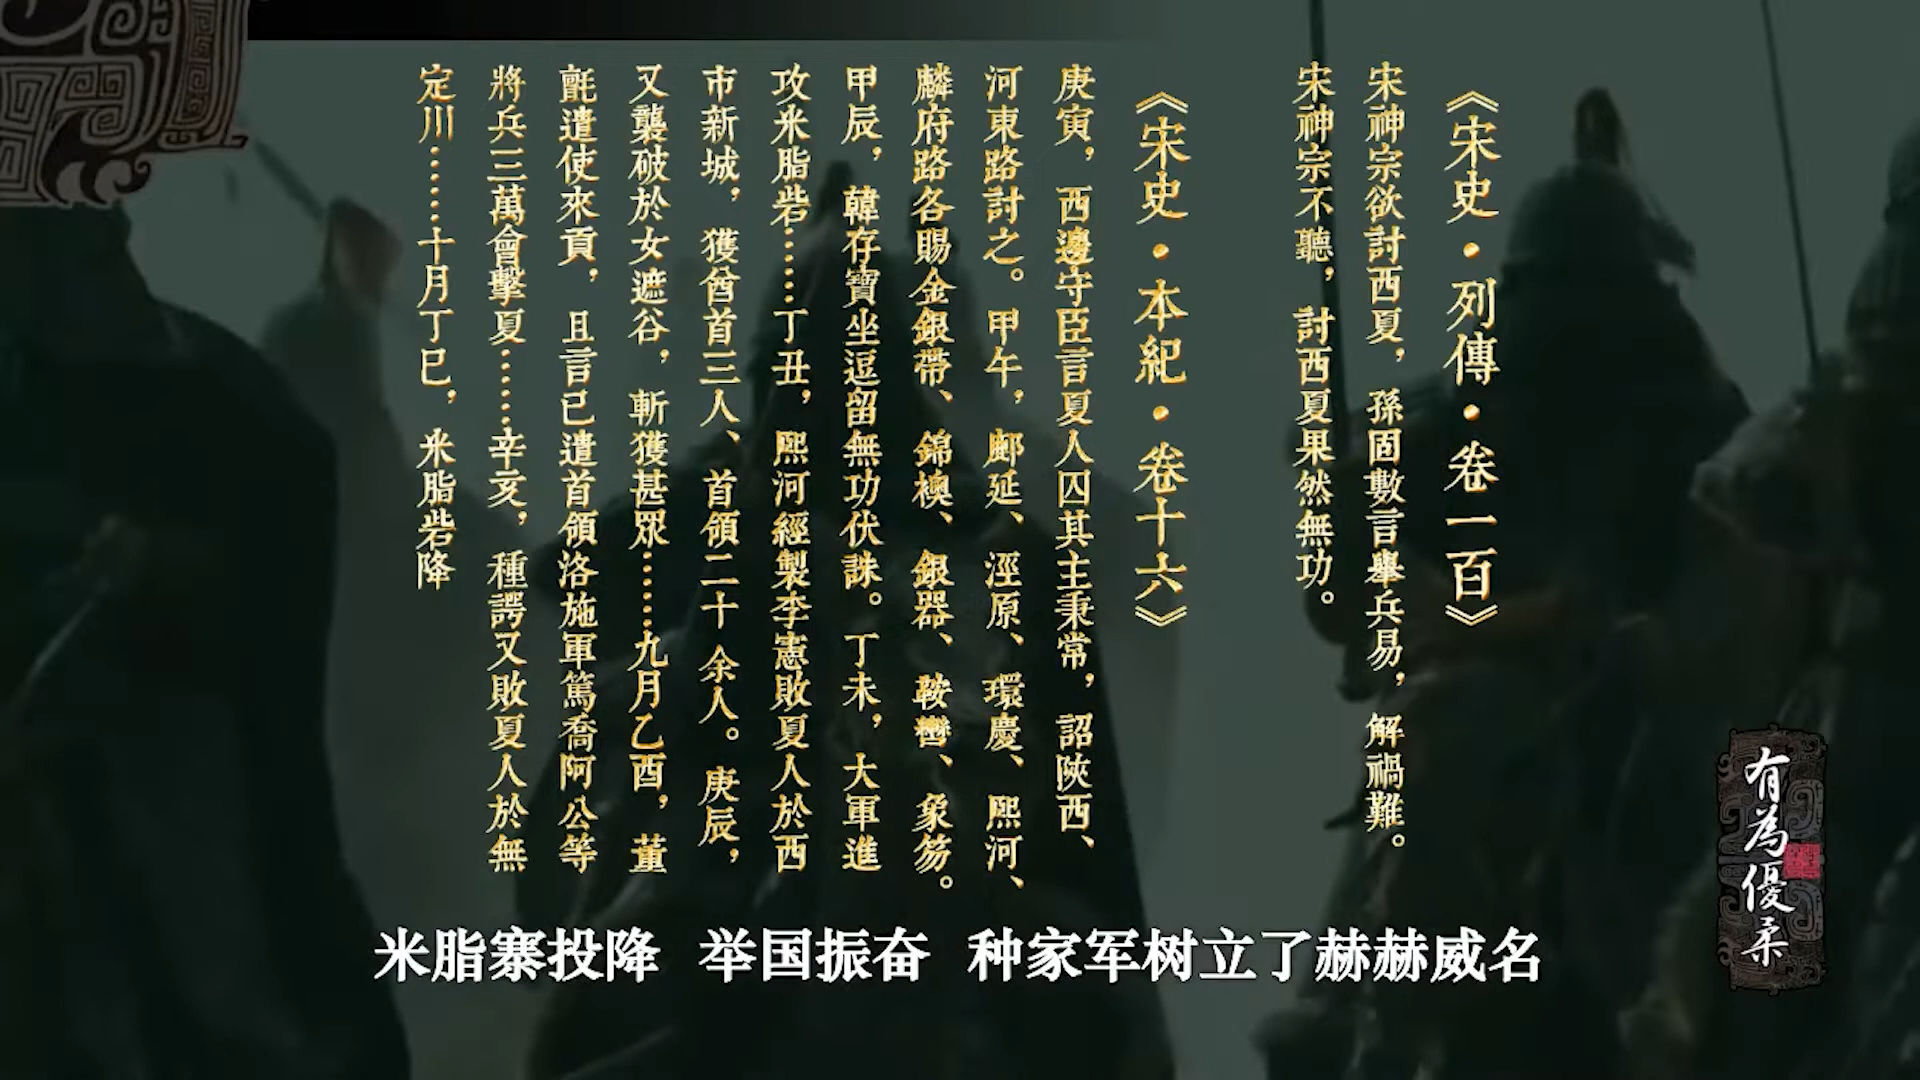 《宋史·列傳·卷一百》
宋神宗欲討西夏，孫固數言舉兵易，解禍難。
宋神宗不聽，討西夏果然無功。
《宋史·本紀·卷十六》
庚寅，西邊守臣言夏人囚其主秉常，詔陝西、
河東路討之。甲午，鄜延、涇原、環慶、熙河、
麟府路各賜金銀帶、錦襖、銀器、鞍轡、象笏。
甲辰，韓存寶坐逗留無功伏誅。丁未，大軍進
攻米脂砦……丁丑，熙河經製李憲敗夏人於西
市新城，獲酋首三人、首領二十余人。庚辰，
又襲破於女遮谷，斬獲甚眾……九月乙酉，董
氈遣使來貢，且言已遣首領洛施軍篤喬阿公等
將兵三萬會擊夏……辛亥，種諤又敗夏人於無
定川……十月丁巳，米脂砦降
米脂寨投降 举国振奋 种家军树立了赫赫威名
有為優柔